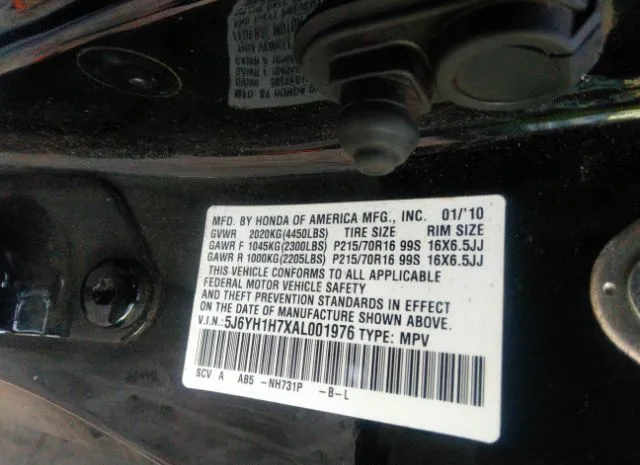 MFD. BY HONDA OF AMERICA MFG., INC. 01/'10
GVWR 2020KG(4450LBS) TIRE SIZE RIM SIZE
GAWR F 1045KG(2300LBS) P215/70R16 99S 16X6.5JJ
GAWR R 1000KG(2205LBS) P215/70R16 99S 16X6.5JJ
THIS VEHICLE CONFORMS TO ALL APPLICABLE
FEDERAL MOTOR VEHICLE SAFETY
AND THEFT PREVENTION STANDARDS IN EFFECT
ON THE DATE OF MANUFACTURE SHOWN ABOVE.
V.I.N.:5J6YH1H7XAL001976 TYPE: MPV
SCV A AB5 -NH731P -B-L